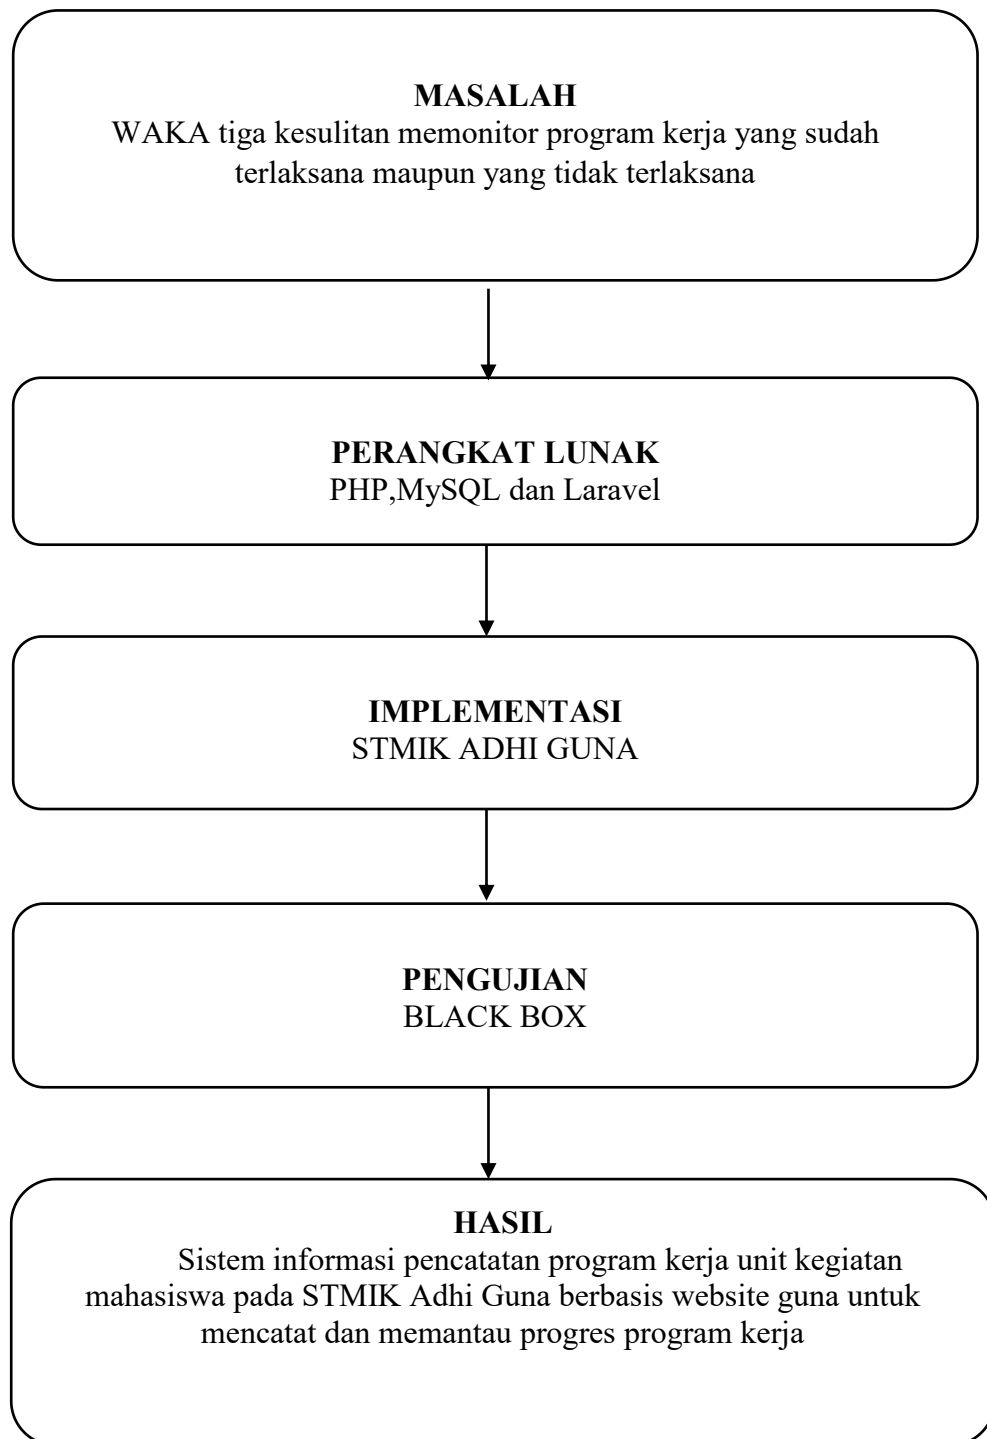 MASALAH
WAKA tiga kesulitan memonitor program kerja yang sudah
terlaksana maupun yang tidak terlaksana
PERANGKAT LUNAK
PHP,MySQL dan Laravel
IMPLEMENTASI
STMIK ADHI GUNA
PENGUJIAN
BLACK BOX
HASIL
Sistem informasi pencatatan program kerja unit kegiatan
mahasiswa pada STMIK Adhi Guna berbasis website guna untuk
mencatat dan memantau progres program kerja